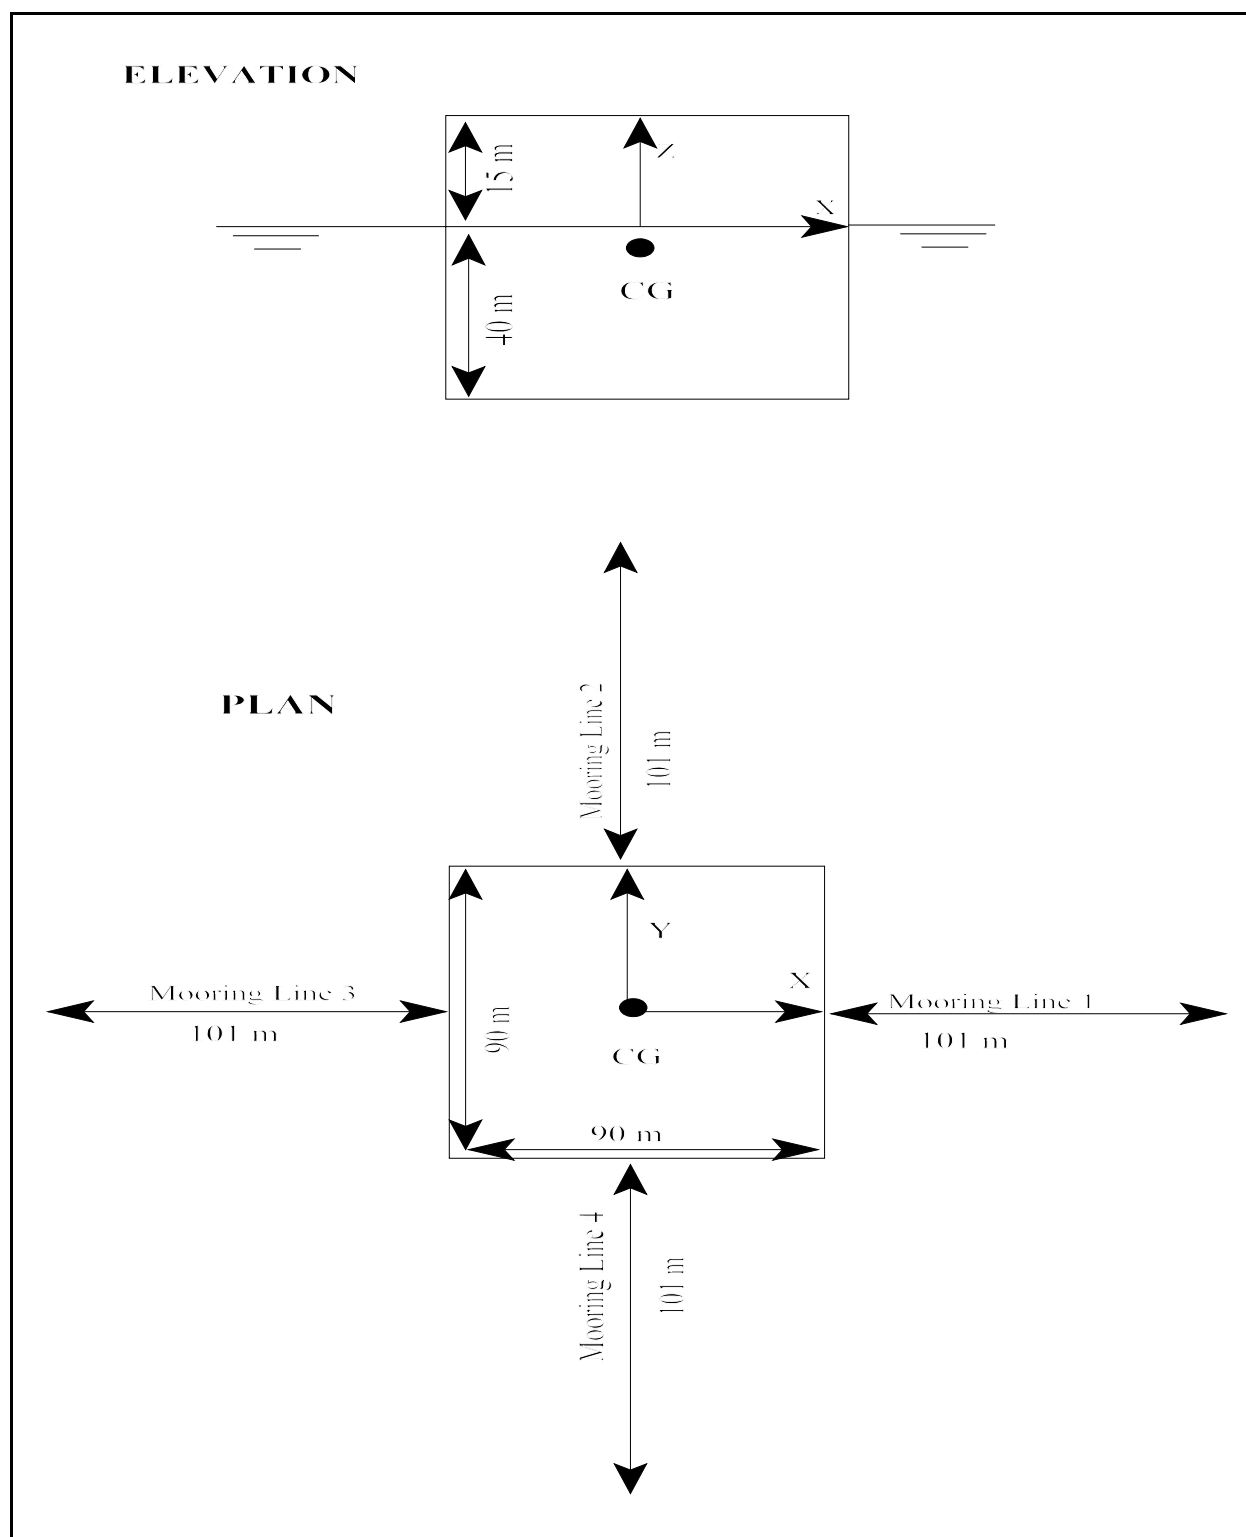 ELEVATION
15 m
Z
X
CG
40 m
PLAN
Mooring Line 2
101 m
Y
X
Mooring Line 3
101 m
90 m
CG
Mooring Line 1
101 m
90 m
Mooring Line 4
101 m